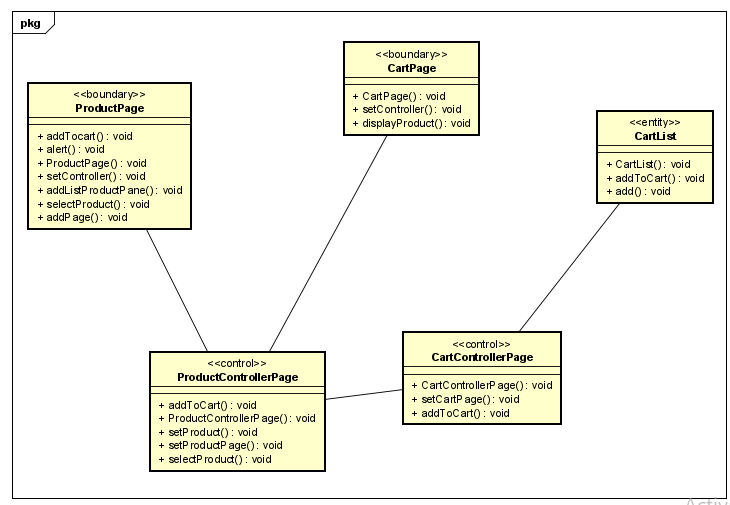 pkg
<<boundary>>
ProductPage
+ addTocart() : void
+ alert() : void
+ ProductPage() : void
+ setController() : void
+ addListProductPane() : void
+ selectProduct() : void
+ addPage() : void
<<boundary>>
CartPage
+ CartPage() : void
+ setController() : void
+ displayProduct() : void
<<entity>>
CartList
+ CartList() : void
+ addToCart() : void
+ add() : void
<<control>>
ProductControllerPage
+ addToCart() : void
+ ProductControllerPage() : void
+ setProduct() : void
+ setProductPage() : void
+ selectProduct() : void
<<control>>
CartControllerPage
+ CartControllerPage() : void
+ setCartPage() : void
+ addToCart() : void